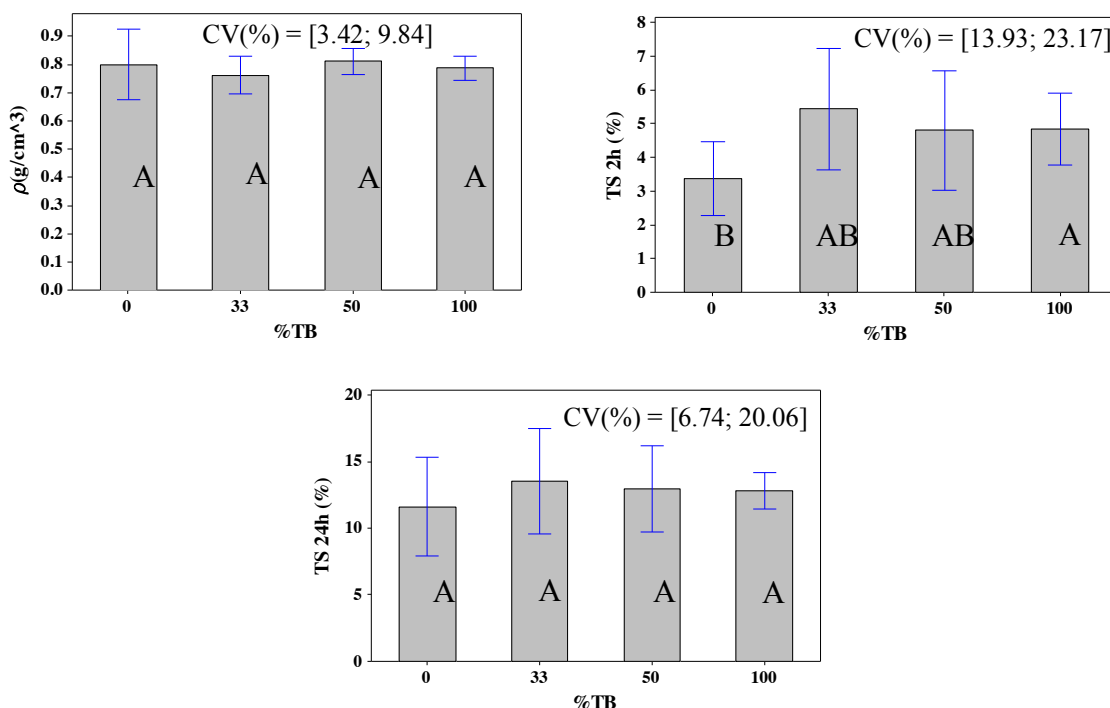 CV(%) = [3.42; 9.84]
ρ(g/cm^3)
0.9
0.8
0.7
0.6
0.5
0.4
0.3
0.2
0.1
0.0
A A A A
0 33 50 100
%TB
CV(%) = [13.93; 23.17]
TS 2h (%)
8
7
6
5
4
3
2
1
0
B AB AB A
0 33 50 100
%TB
CV(%) = [6.74; 20.06]
TS 24h (%)
20
15
10
5
0
A A A A
0 33 50 100
%TB